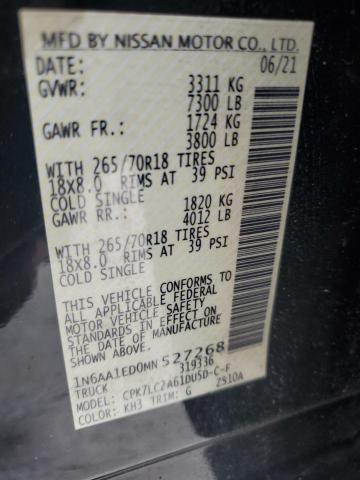 MFD BY NISSAN MOTOR CO., LTD.
DATE: 06/21
GVWR: 3311 KG
7300 LB
GAWR FR.: 1724 KG
3800 LB
WITH 265/70R18 TIRES
18X8.0 RIMS AT 39 PSI
COLD SINGLE
GAWR RR.: 1820 KG
4012 LB
WITH 265/70R18 TIRES
18X8.0 RIMS AT 39 PSI
COLD SINGLE
THIS VEHICLE CONFORMS TO
ALL APPLICABLE FEDERAL
MOTOR VEHICLE SAFETY
STANDARDS IN EFFECT
ON THE DATE OF
MANUFACTURE SHOWN ABOVE.
1N6AA1ED0MN527268
TRUCK 319336
MODEL: CPK7LC2A61DU5D-C-F
COLOR: KH3 TRIM: G 2S10A